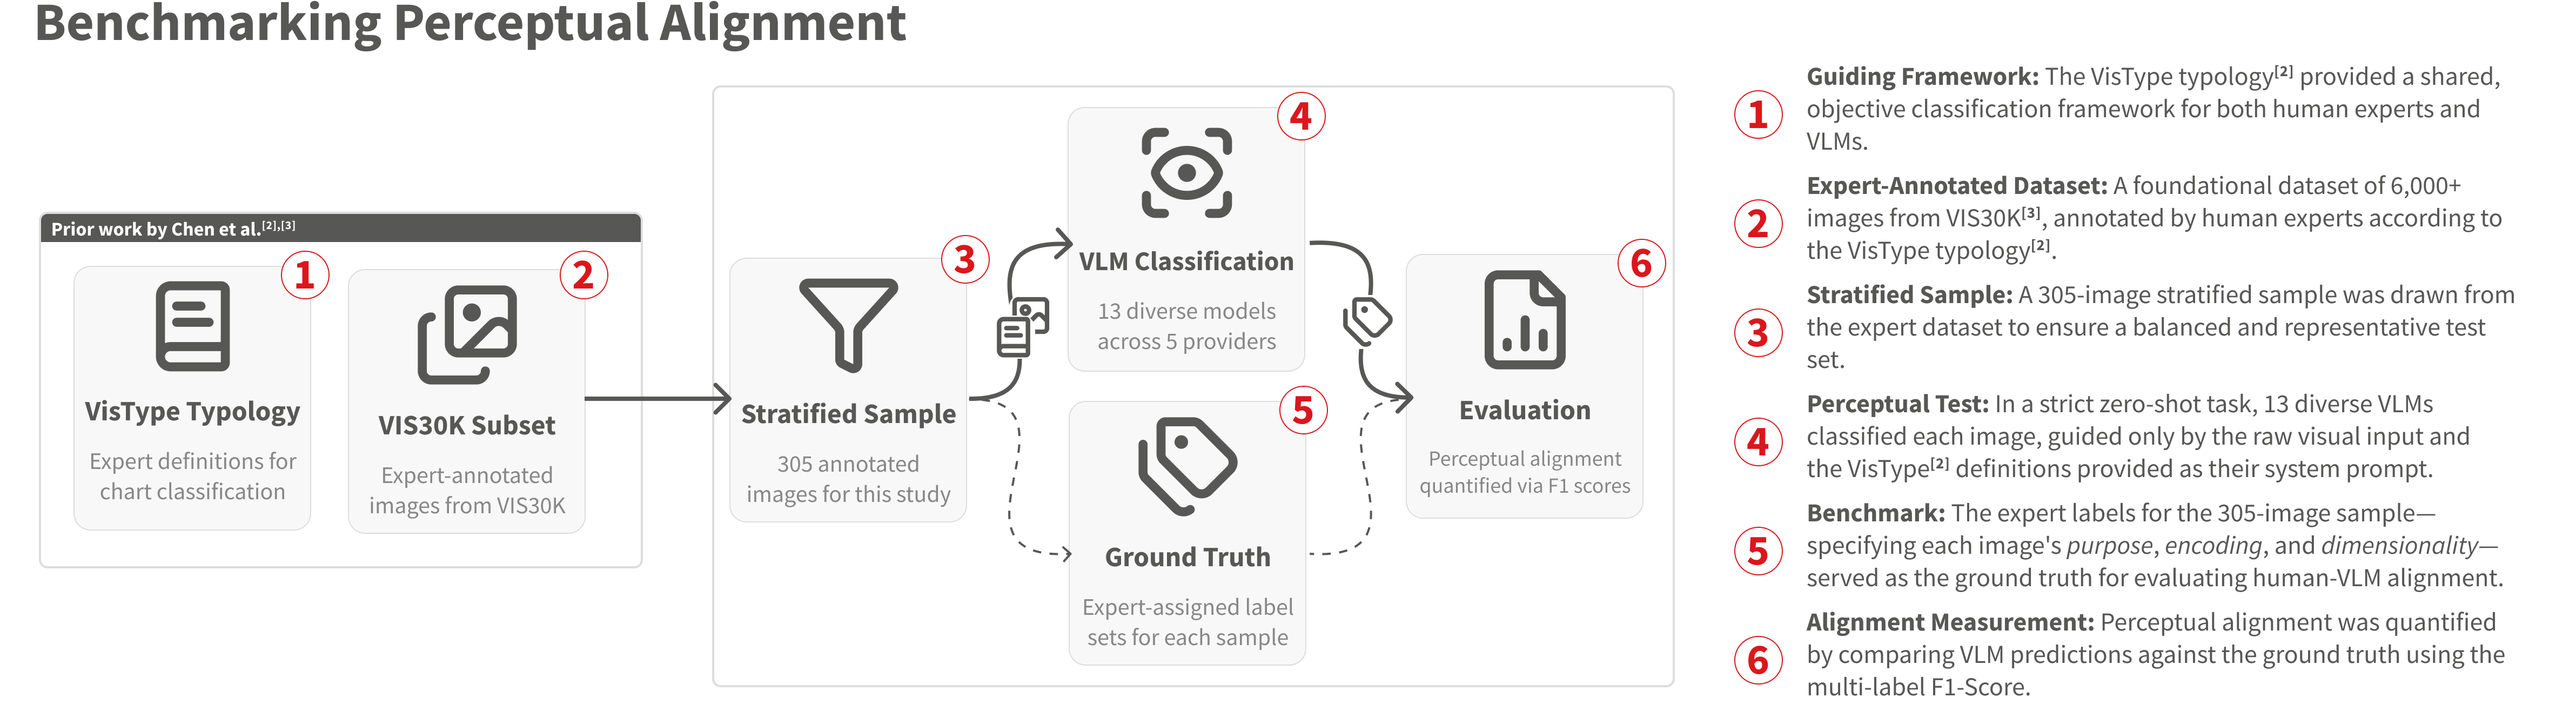 Benchmarking Perceptual Alignment
Prior work by Chen et al.[2],[3]
1
VisType Typology
Expert definitions for
chart classification
2
VIS30K Subset
Expert-annotated
images from VIS30K
3
Stratified Sample
305 annotated
images for this study
4
VLM Classification
13 diverse models
across 5 providers
5
Ground Truth
Expert-assigned label
sets for each sample
6
Evaluation
Perceptual alignment
quantified via F1 scores
1
Guiding Framework: The VisType typology[2] provided a shared,
objective classification framework for both human experts and
VLMs.
2
Expert-Annotated Dataset: A foundational dataset of 6,000+
images from VIS30K[3], annotated by human experts according to
the VisType typology[2].
3
Stratified Sample: A 305-image stratified sample was drawn from
the expert dataset to ensure a balanced and representative test
set.
4
Perceptual Test: In a strict zero-shot task, 13 diverse VLMs
classified each image, guided only by the raw visual input and
the VisType[2] definitions provided as their system prompt.
5
Benchmark: The expert labels for the 305-image sample—
specifying each image's purpose, encoding, and dimensionality—
served as the ground truth for evaluating human-VLM alignment.
6
Alignment Measurement: Perceptual alignment was quantified
by comparing VLM predictions against the ground truth using the
multi-label F1-Score.